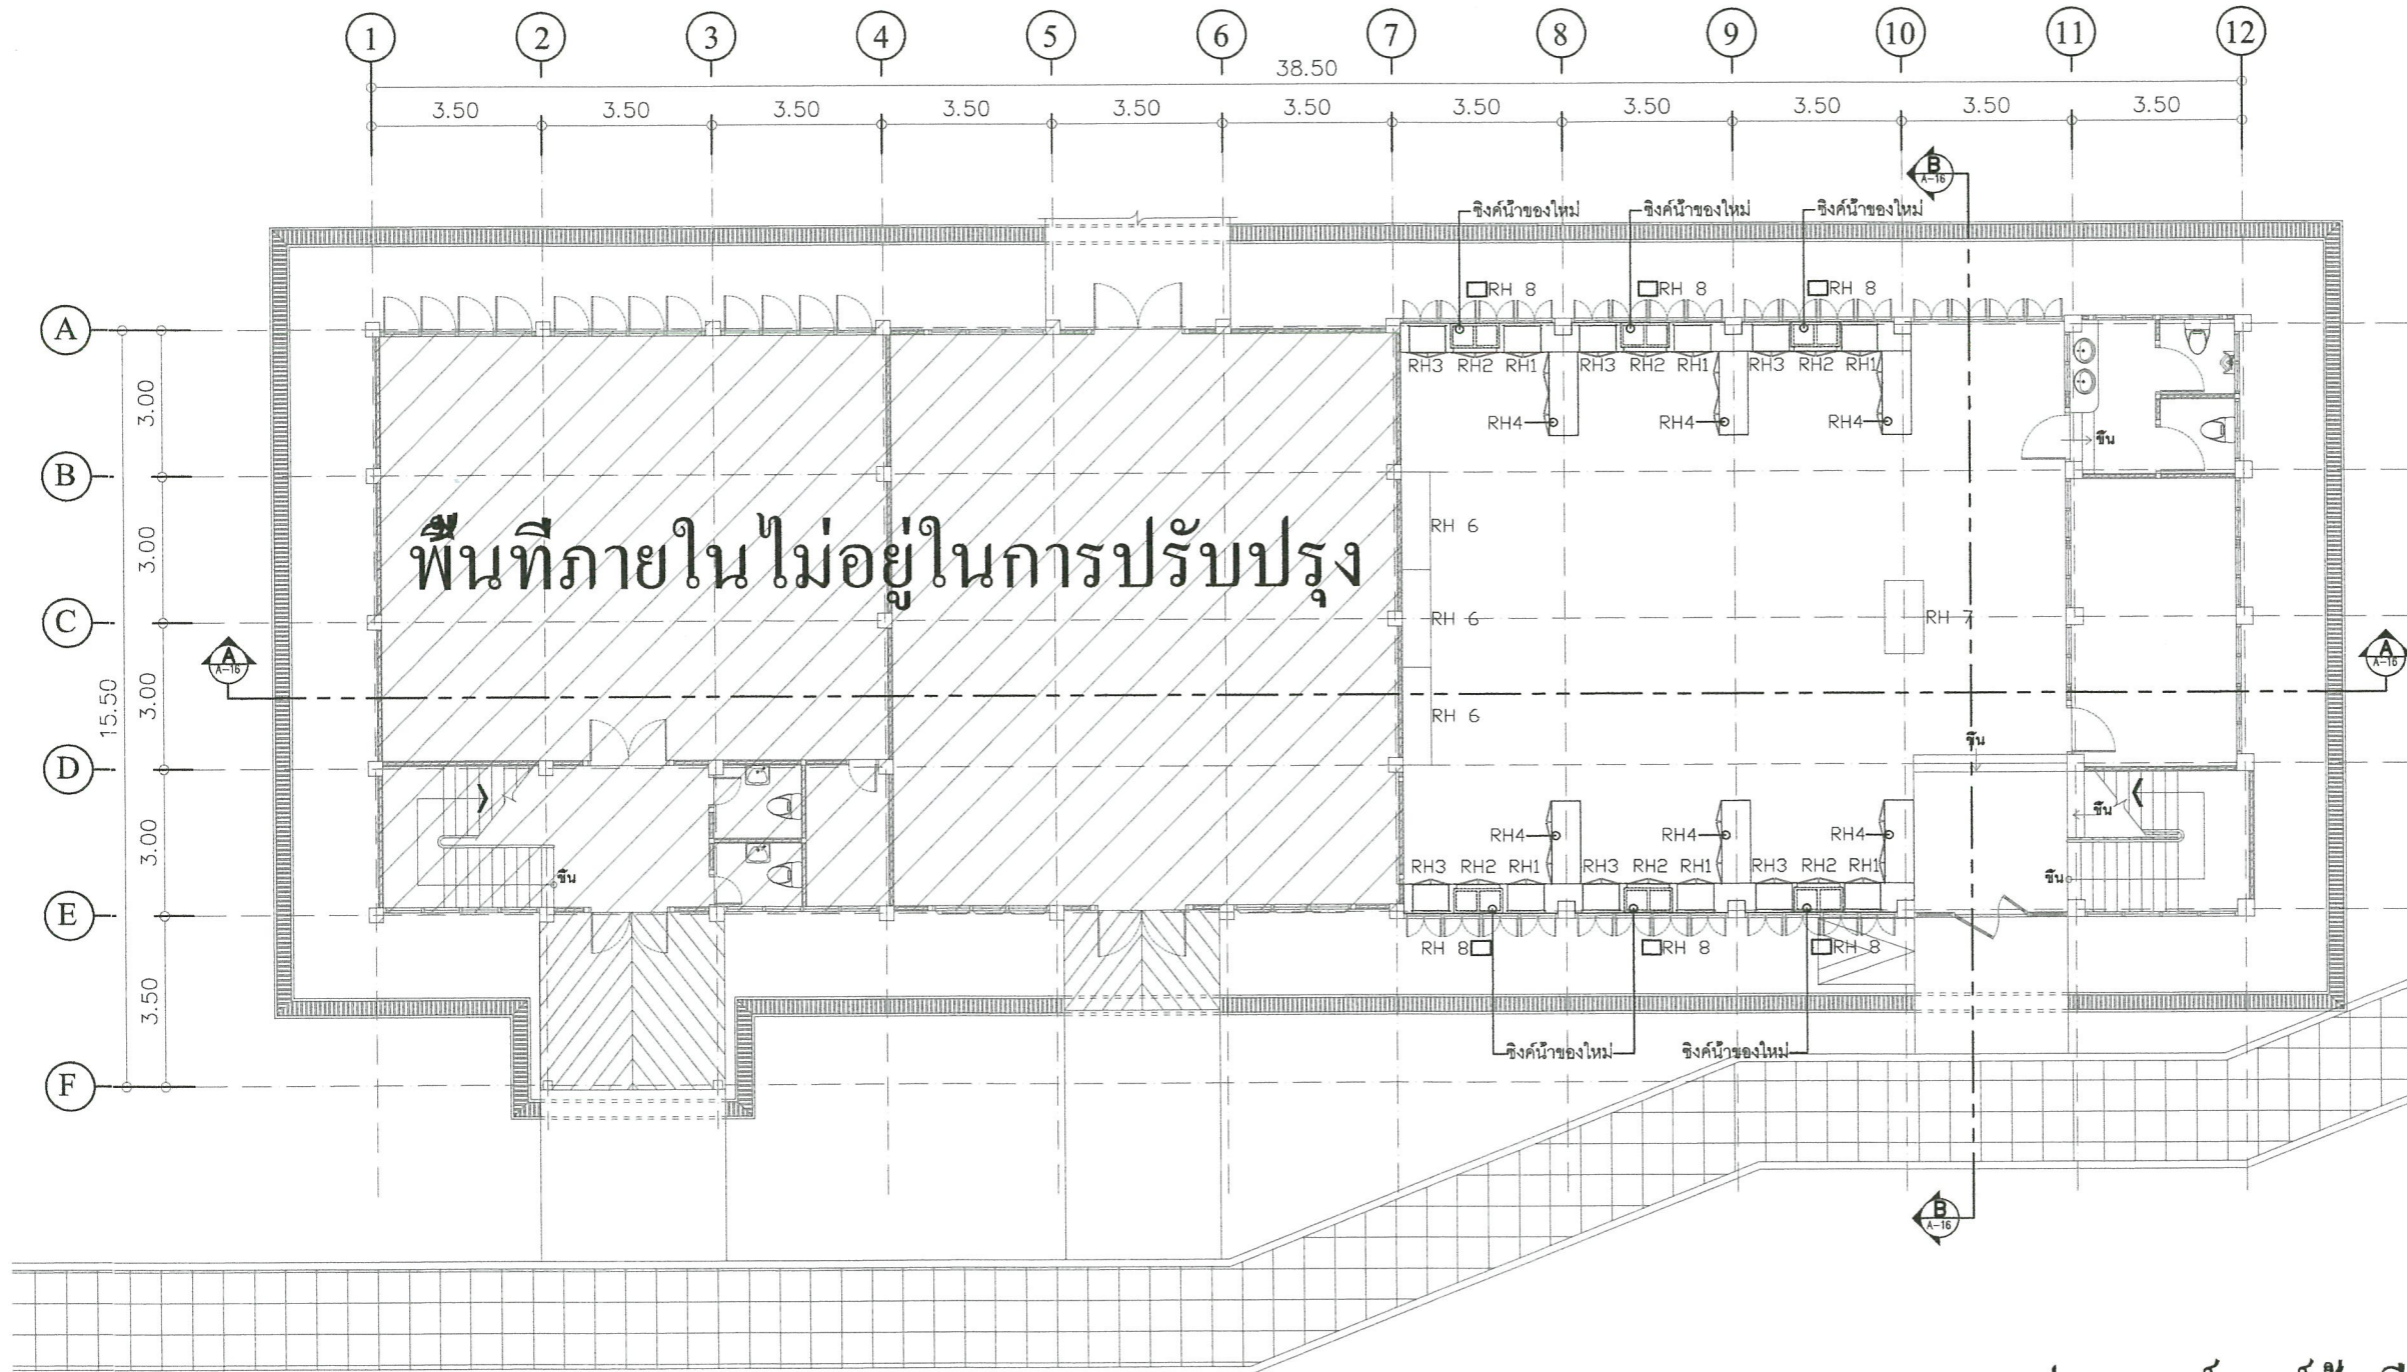 1 2 3 4 5 6 7 8 9 10 11 12
38.50
3.50 3.50 3.50 3.50 3.50 3.50 3.50 3.50 3.50 3.50 3.50
B
A-16
ซิงค์น้ำของใหม่ ซิงค์น้ำของใหม่ ซิงค์น้ำของใหม่
RH 8 RH 8 RH 8
A
RH3 RH2 RH1 RH3 RH2 RH1 RH3 RH2 RH1
3.00
RH4 RH4 RH4
ขึ้น
B
RH 6
พื้นที่ภายในไม่อยู่ในการปรับปรุง
3.00
C
RH 6 RH 7
A
A-16
A
A-16
15.50
3.00
RH 6
ขึ้น
D
ขึ้น
3.00
RH4 RH4 RH4
RH3 RH2 RH1 RH3 RH2 RH1 RH3 RH2 RH1
ขึ้น ขึ้น
E
RH 8 RH 8 RH 8
3.50
ซิงค์น้ำของใหม่ ซิงค์น้ำของใหม่
F
B
A-16